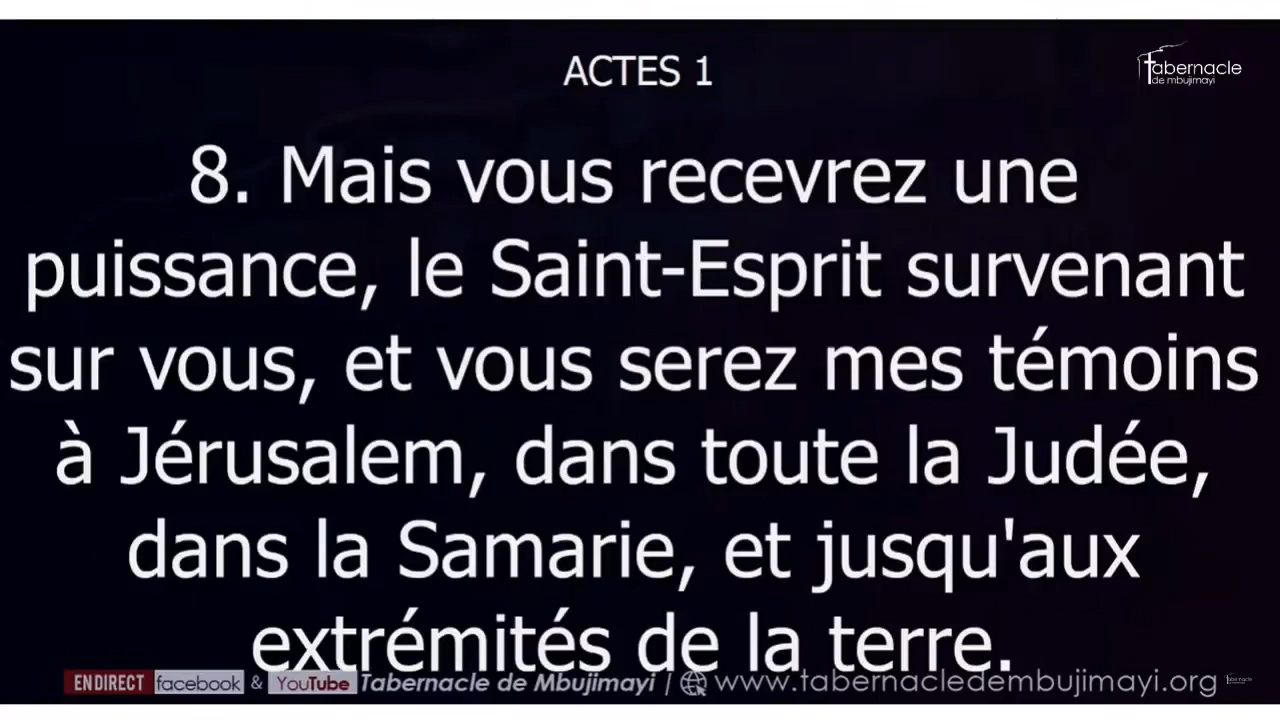 ACTES 1
Tabernacle
de mbujimayi
8. Mais vous recevrez une
puissance, le Saint-Esprit survenant
sur vous, et vous serez mes témoins
à Jérusalem, dans toute la Judée,
dans la Samarie, et jusqu'aux
extrémités de la terre.
EN DIRECT facebook & YouTube Tabernacle de Mbujimayi | www.tabernacledembujimayi.org